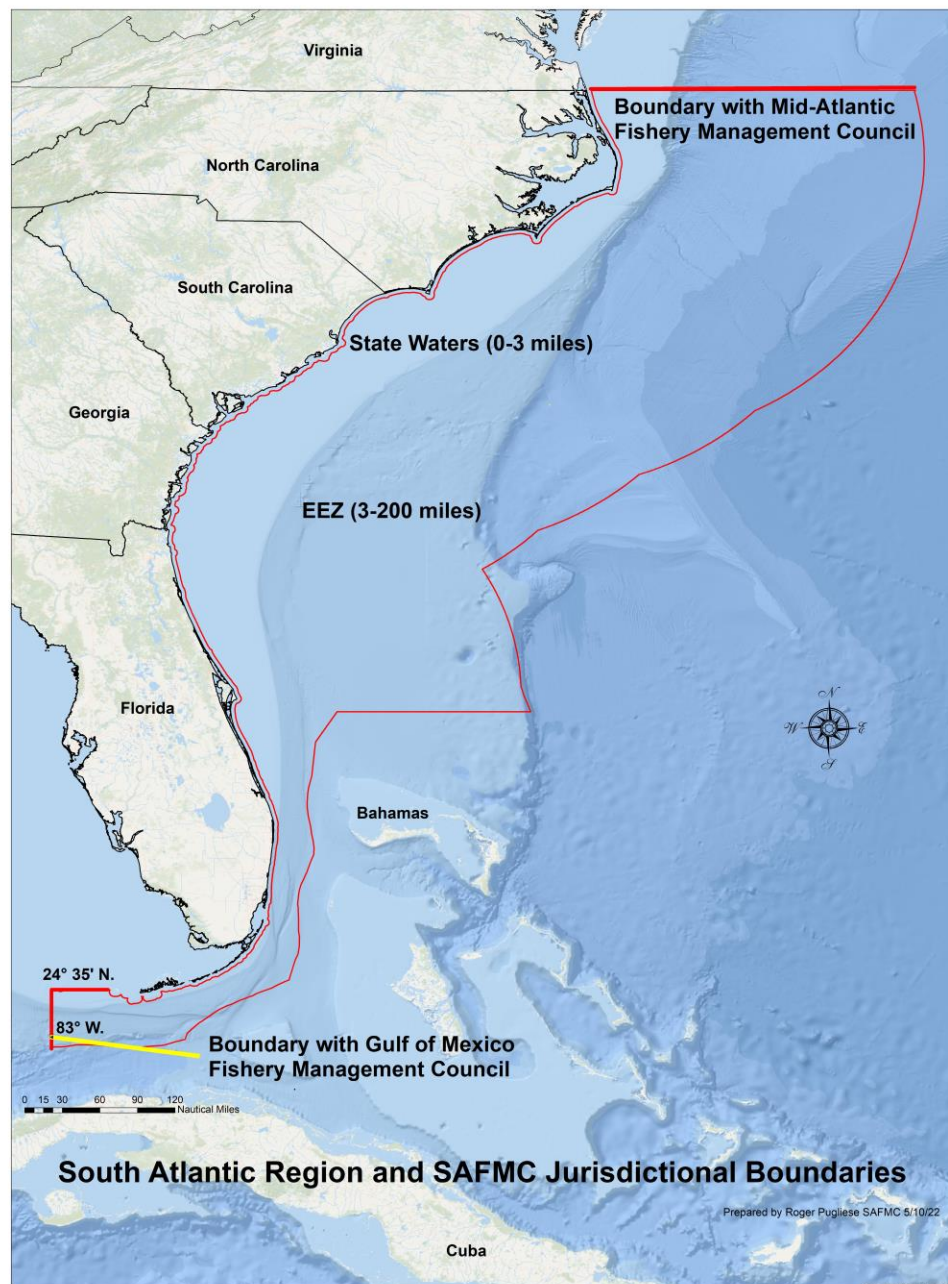 Virginia
Boundary with Mid-Atlantic
Fishery Management Council
North Carolina
South Carolina
State Waters (0-3 miles)
Georgia
EEZ (3-200 miles)
N
W E
S
Florida
Bahamas
24° 35' N.
83° W.
Boundary with Gulf of Mexico
Fishery Management Council
0 15 30 60 90 120
Nautical Miles
South Atlantic Region and SAFMC Jurisdictional Boundaries
Prepared by Roger Pugliese SAFMC 5/10/22
Cuba